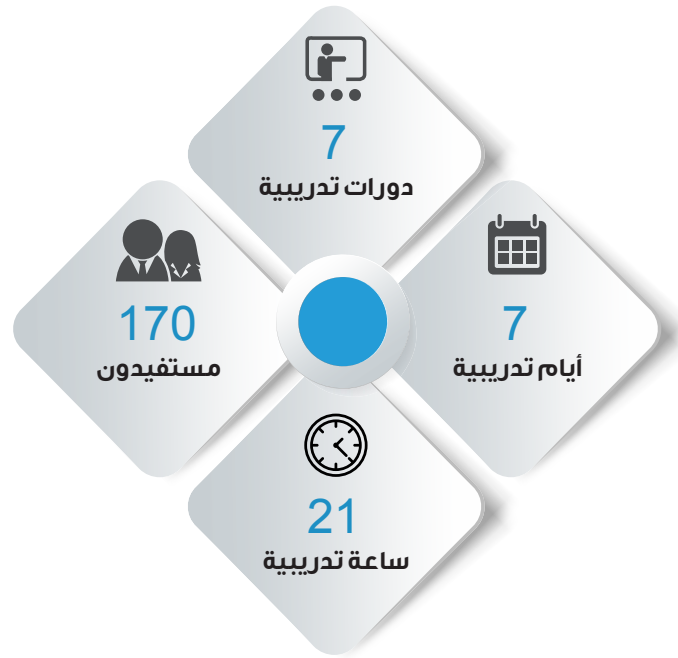 7
دورات تدريبية
7
أيام تدريبية
170
مستفيدون
21
ساعة تدريبية